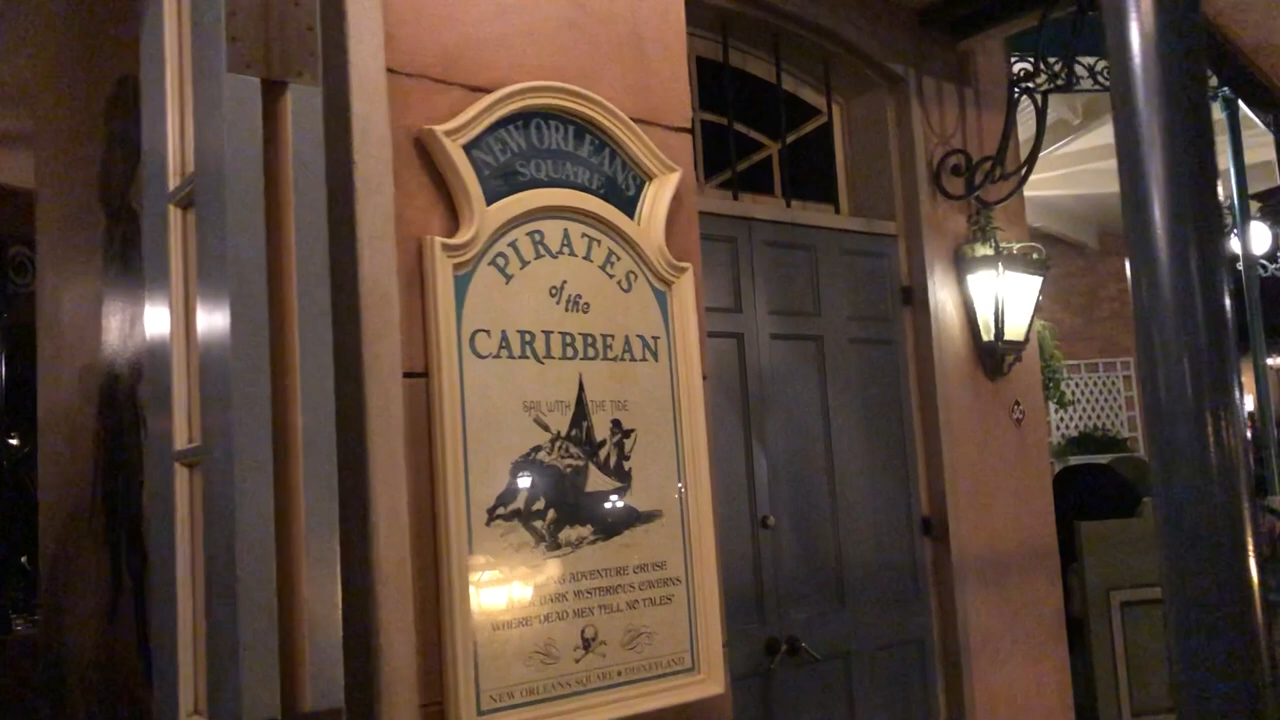 NEW ORLEANS
SQUARE
PIRATES
of the
CARIBBEAN
SAIL WITH THE TIDE
ADVENTURE CRUISE
DARK MYSTERIOUS CAVERNS
WHERE "DEAD MEN TELL NO TALES"
NEW ORLEANS SQUARE ★ DISNEYLAND